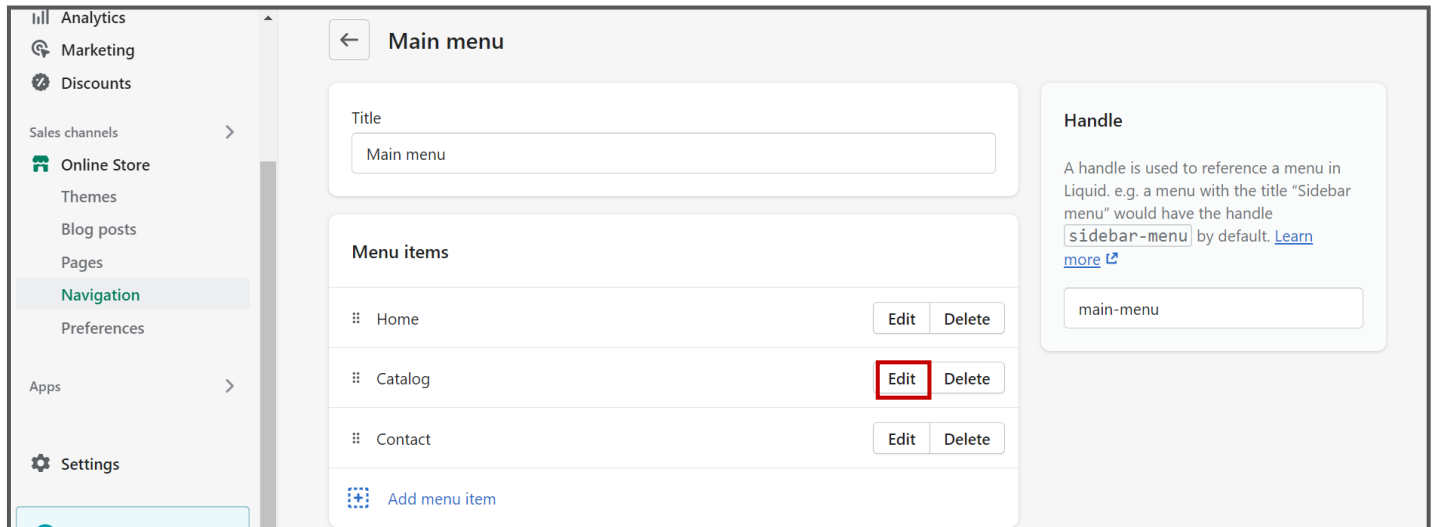 Analytics
Marketing
Discounts
Sales channels
Online Store
Themes
Blog posts
Pages
Navigation
Preferences
Apps
Settings
Main menu
Title
Main menu
Menu items
Home Edit Delete
Catalog Edit Delete
Contact Edit Delete
Add menu item
Handle
A handle is used to reference a menu in
Liquid. e.g. a menu with the title “Sidebar
menu” would have the handle
sidebar-menu by default. Learn
more
main-menu